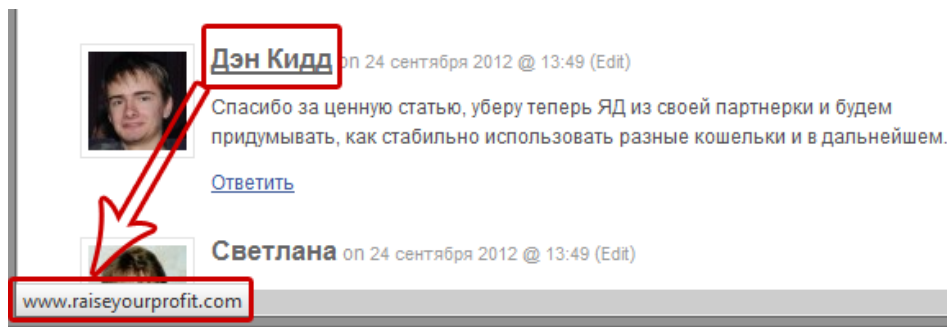 Дэн Кидд on 24 сентября 2012 @ 13:49 (Edit)
Спасибо за ценную статью, уберу теперь ЯД из своей партнерки и будем
придумывать, как стабильно использовать разные кошельки и в дальнейшем.
Ответить
Светлана on 24 сентября 2012 @ 13:49 (Edit)
www.raiseyourprofit.com